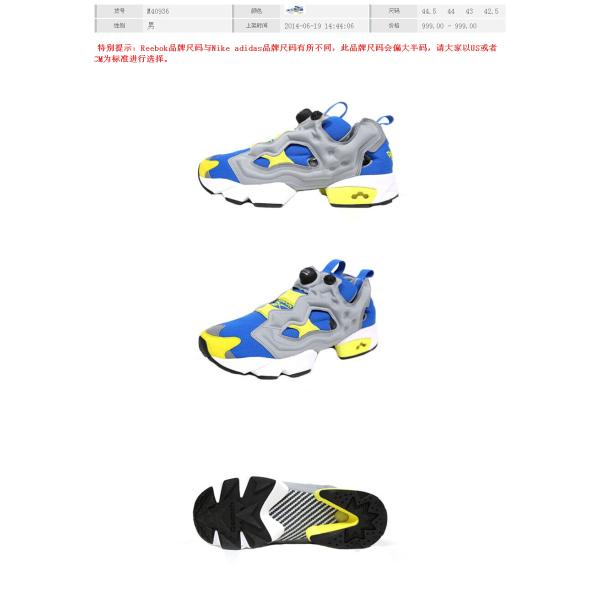 货号 M40936 颜色 尺码 44.5 44 43 42.5
性别 男 上架时间 2014-06-19 14:44:06 价格 999.00 - 999.00
特别提示：Reebok品牌尺码与Nike adidas品牌尺码有所不同，此品牌尺码会偏大半码，请大家以US或者
CM为标准进行选择。